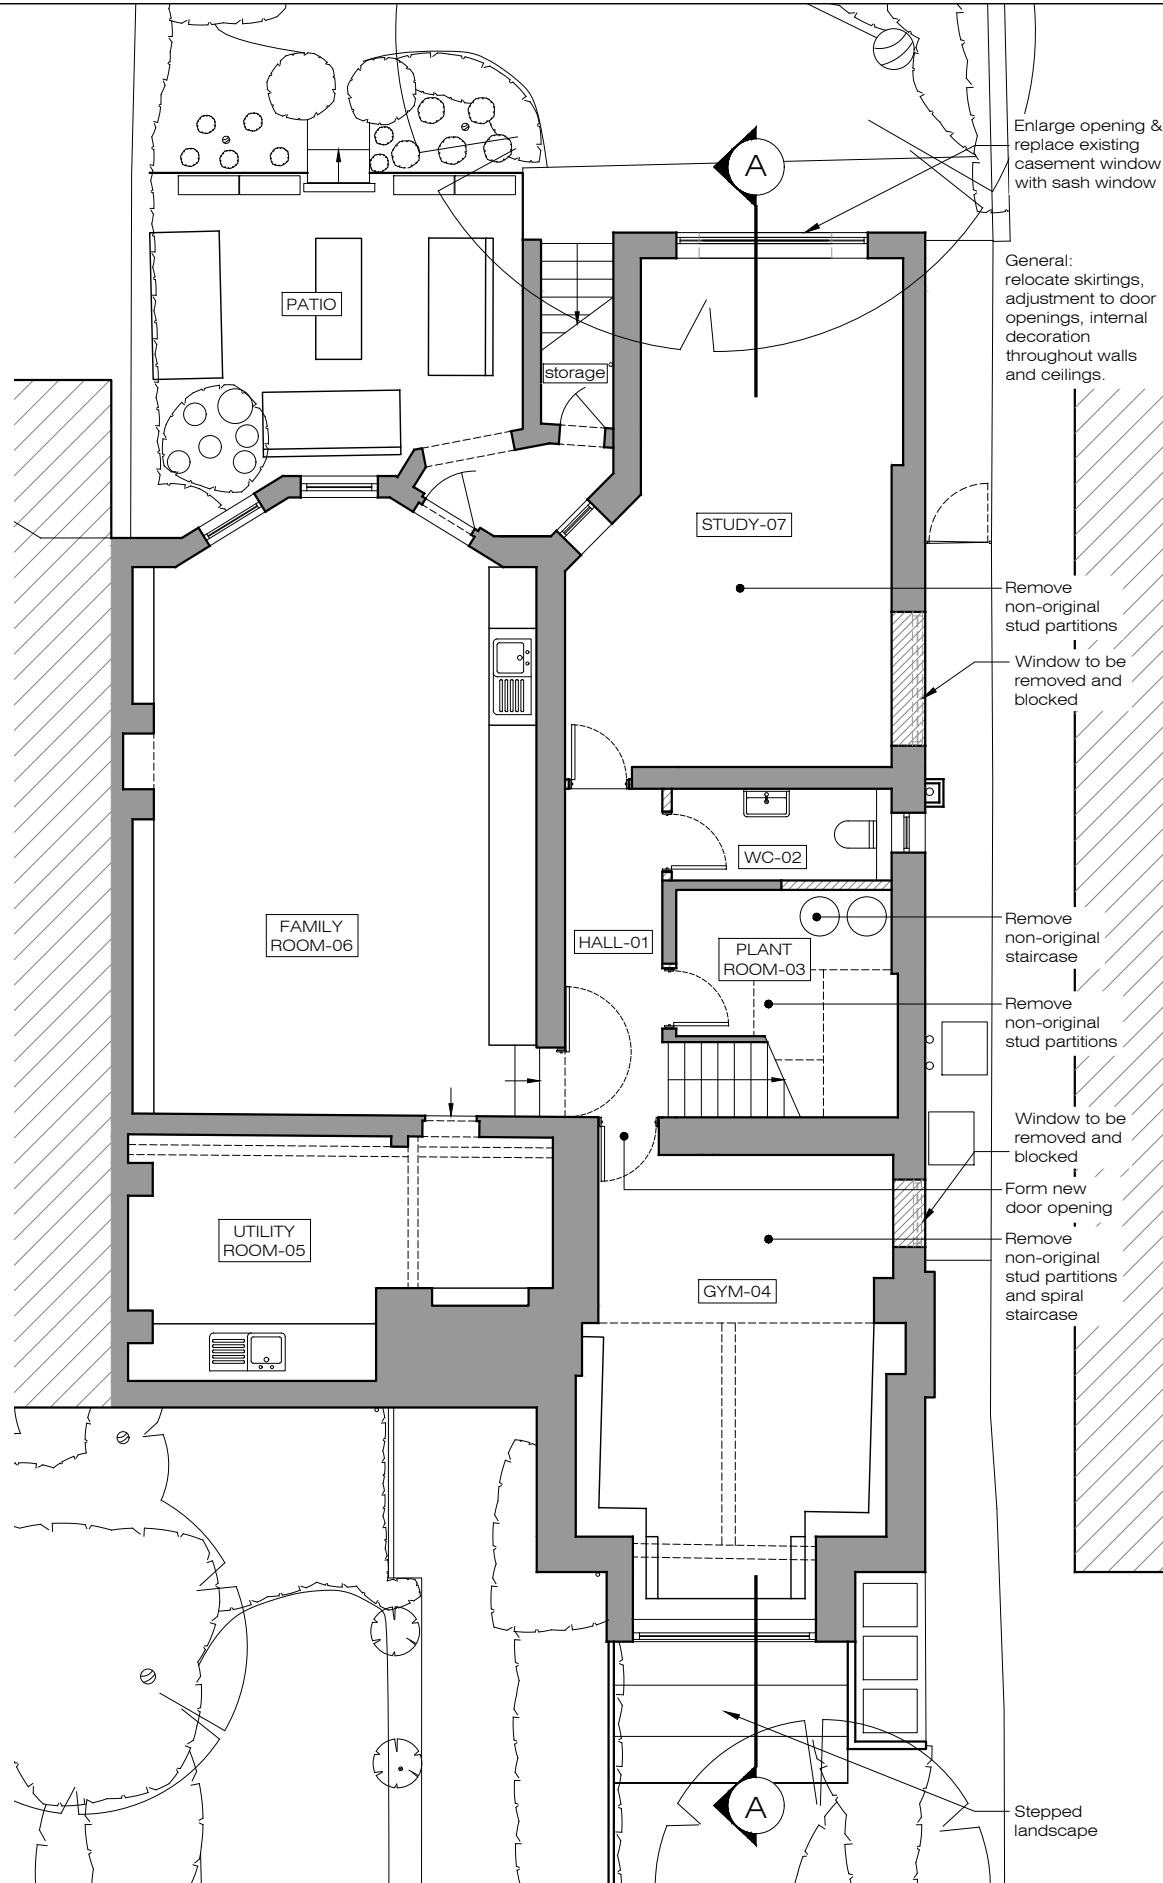 A
Enlarge opening &
replace existing
casement window
with sash window
General:
relocate skirtings,
adjustment to door
openings, internal
decoration
throughout walls
and ceilings.
PATIO
storage
STUDY-07
Remove
non-original
stud partitions
Window to be
removed and
blocked
WC-02
FAMILY
ROOM-06
HALL-01
PLANT
ROOM-03
Remove
non-original
staircase
Remove
non-original
stud partitions
Window to be
removed and
blocked
Form new
door opening
UTILITY
ROOM-05
Remove
non-original
stud partitions
and spiral
staircase
GYM-04
A
Stepped
landscape